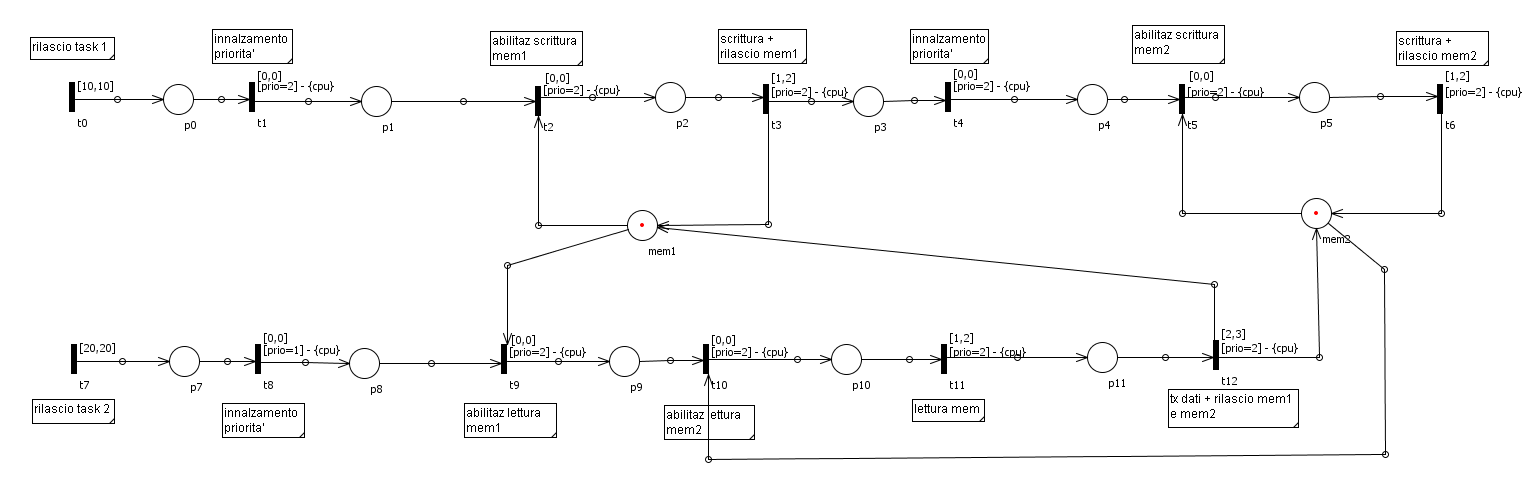 rilascio task 1
innalzamento
priorita'
abilitaz scrittura
mem1
scrittura +
rilascio mem1
innalzamento
priorita'
abilitaz scrittura
mem2
scrittura +
rilascio mem2
[10,10]
t0
p0
[0,0]
[prio=2] - {cpu}
t1
p1
[0,0]
[prio=2] - {cpu}
t2
p2
[1,2]
[prio=2] - {cpu}
t3
p3
[0,0]
[prio=2] - {cpu}
t4
p4
[0,0]
[prio=2] - {cpu}
t5
p5
[1,2]
[prio=2] - {cpu}
t6
mem1
mem2
[20,20]
t7
p7
[0,0]
[prio=1] - {cpu}
t8
p8
[0,0]
[prio=2] - {cpu}
t9
p9
[0,0]
[prio=2] - {cpu}
t10
p10
[1,2]
[prio=2] - {cpu}
t11
p11
[2,3]
[prio=2] - {cpu}
t12
rilascio task 2
innalzamento
priorita'
abilitaz lettura
mem1
abilitaz lettura
mem2
lettura mem
tx dati + rilascio mem1
e mem2